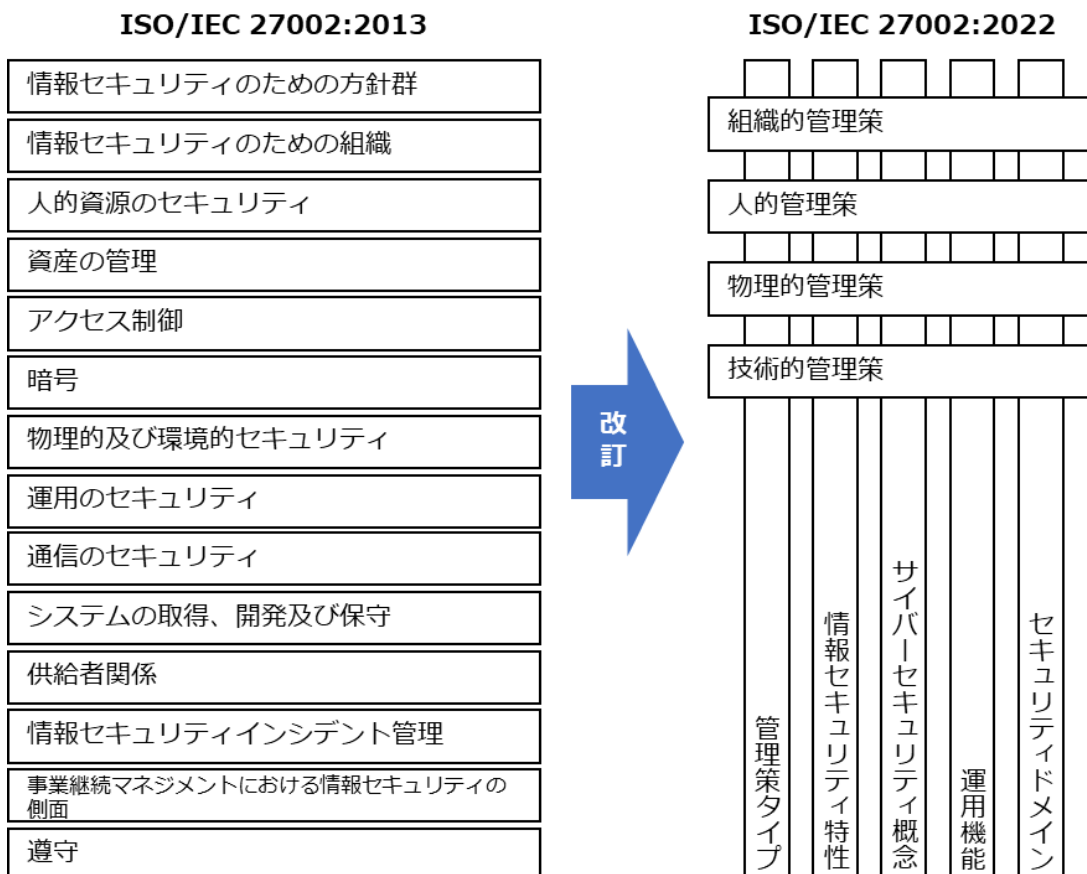 ISO/IEC 27002:2013
情報セキュリティのための方針群
情報セキュリティのための組織
人的資源のセキュリティ
資産の管理
アクセス制御
暗号
物理的及び環境的セキュリティ
運用のセキュリティ
通信のセキュリティ
システムの取得、開発及び保守
供給者関係
情報セキュリティインシデント管理
事業継続マネジメントにおける情報セキュリティの
側面
遵守
改
訂
ISO/IEC 27002:2022
組織的管理策
人的管理策
物理的管理策
技術的管理策
管理策タイプ
情報セキュリティ特性
サイバーセキュリティ概念
運用機能
セキュリティドメイン